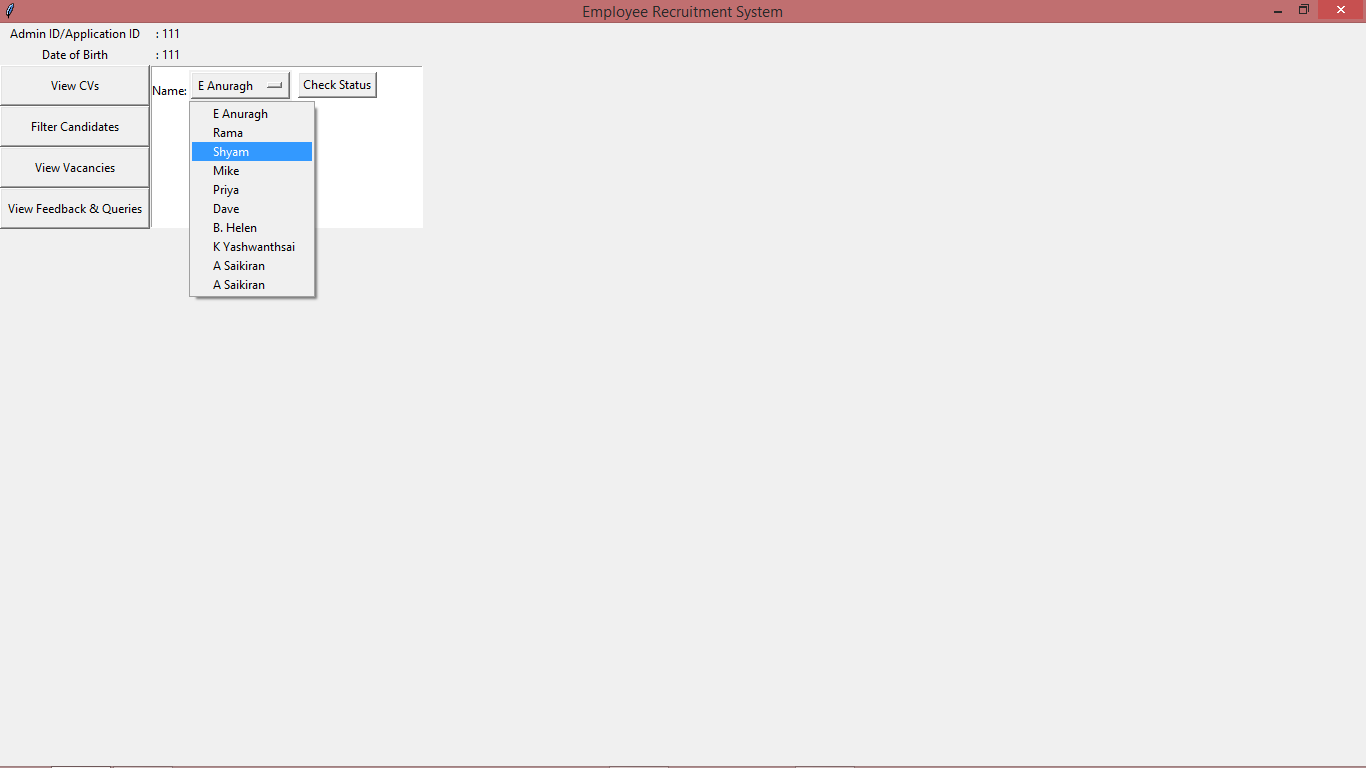 Employee Recruitment System
Admin ID/Application ID : 111
Date of Birth : 111
View CVs
Filter Candidates
View Vacancies
View Feedback & Queries
Name: E Anuragh Check Status
E Anuragh
Rama
Shyam
Mike
Priya
Dave
B. Helen
K Yashwanthsai
A Saikiran
A Saikiran